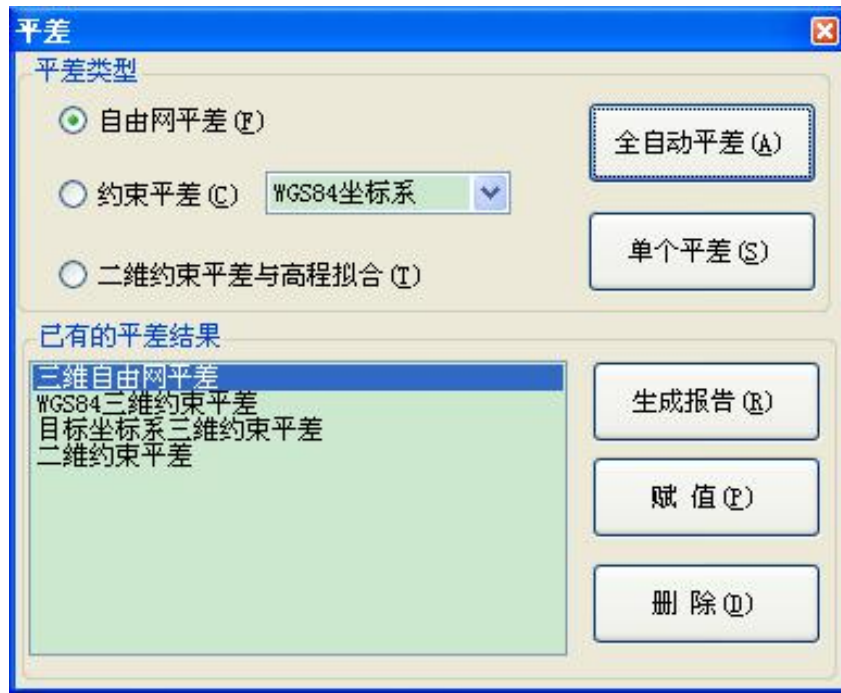 平差
平差类型
自由网平差(F)
全自动平差(A)
约束平差(C)
WGS84坐标系
单个平差(S)
二维约束平差与高程拟合(T)
已有的平差结果
三维自由网平差
WGS84三维约束平差
目标坐标系三维约束平差
二维约束平差
生成报告(R)
赋 值(P)
删 除(D)